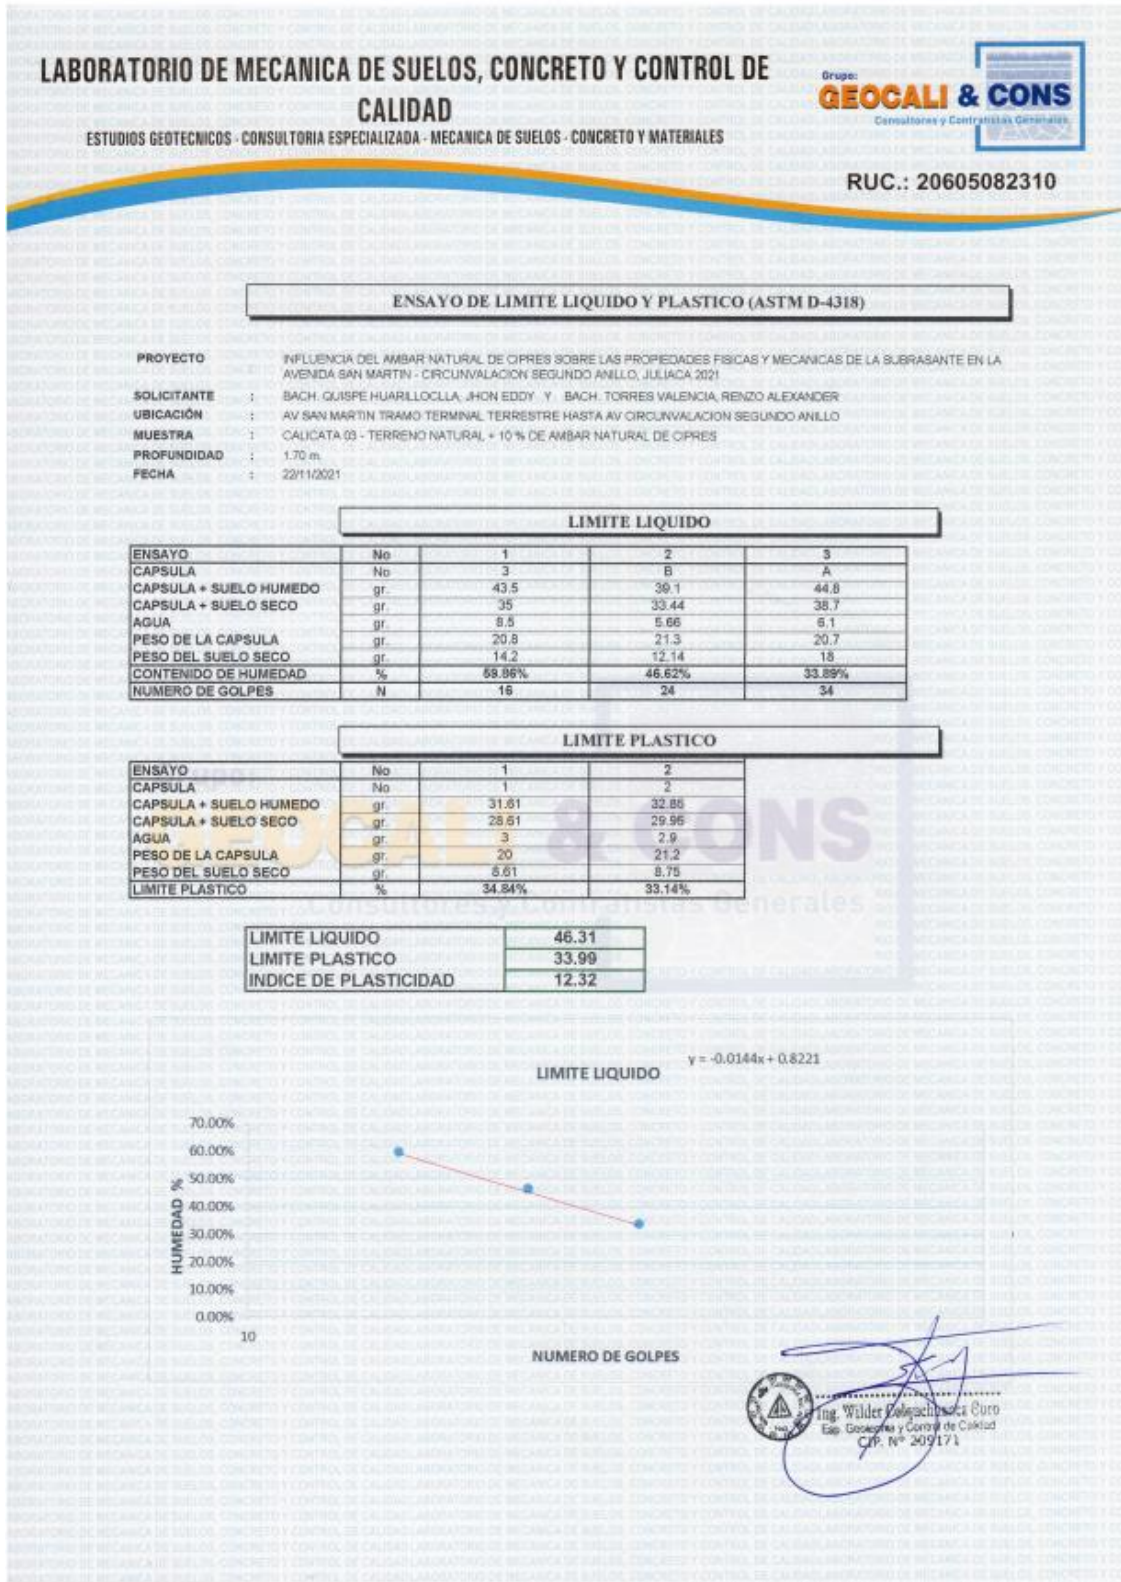 LABORATORIO DE MECANICA DE SUELOS, CONCRETO Y CONTROL DE
CALIDAD
ESTUDIOS GEOTECNICOS - CONSULTORIA ESPECIALIZADA - MECANICA DE SUELOS - CONCRETO Y MATERIALES
Grupo:
GEOCALI & CONS
Consultores y Contratistas Generales
RUC.: 20605082310
ENSAYO DE LIMITE LIQUIDO Y PLASTICO (ASTM D-4318)
PROYECTO INFLUENCIA DEL AMBAR NATURAL DE CIPRES SOBRE LAS PROPIEDADES FISICAS Y MECANICAS DE LA SUBRASANTE EN LA
AVENIDA SAN MARTIN - CIRCUNVALACION SEGUNDO ANILLO, JULIACA 2021
SOLICITANTE : BACH. QUISPE HUARILLOCLLA, JHON EDDY Y BACH. TORRES VALENCIA, RENZO ALEXANDER
UBICACIÓN : AV SAN MARTIN TRAMO TERMINAL TERRESTRE HASTA AV CIRCUNVALACION SEGUNDO ANILLO
MUESTRA : CALICATA 03 - TERRENO NATURAL + 10 % DE AMBAR NATURAL DE CIPRES
PROFUNDIDAD : 1.70 m.
FECHA : 22/11/2021
LIMITE LIQUIDO
ENSAYO No 1 2 3
CAPSULA No 3 B A
CAPSULA + SUELO HUMEDO gr. 43.5 39.1 44.8
CAPSULA + SUELO SECO gr. 35 33.44 38.7
AGUA gr. 8.5 5.66 6.1
PESO DE LA CAPSULA gr. 20.8 21.3 20.7
PESO DEL SUELO SECO gr. 14.2 12.14 18
CONTENIDO DE HUMEDAD % 59.86% 46.62% 33.89%
NUMERO DE GOLPES N 16 24 34
LIMITE PLASTICO
ENSAYO No 1 2
CAPSULA No 1 2
CAPSULA + SUELO HUMEDO gr. 31.61 32.85
CAPSULA + SUELO SECO gr. 28.61 29.95
AGUA gr. 3 2.9
PESO DE LA CAPSULA gr. 20 21.2
PESO DEL SUELO SECO gr. 8.61 8.75
LIMITE PLASTICO % 34.84% 33.14%
Consultores y Contratistas Generales
LIMITE LIQUIDO 46.31
LIMITE PLASTICO 33.99
INDICE DE PLASTICIDAD 12.32
LIMITE LIQUIDO
y = -0.0144x + 0.8221
HUMEDAD %
70.00%
60.00%
50.00%
40.00%
30.00%
20.00%
10.00%
0.00%
10
NUMERO DE GOLPES
Ing. Wilder
Esp. Geotecnia y Control de Calidad
CIP. N° 209171